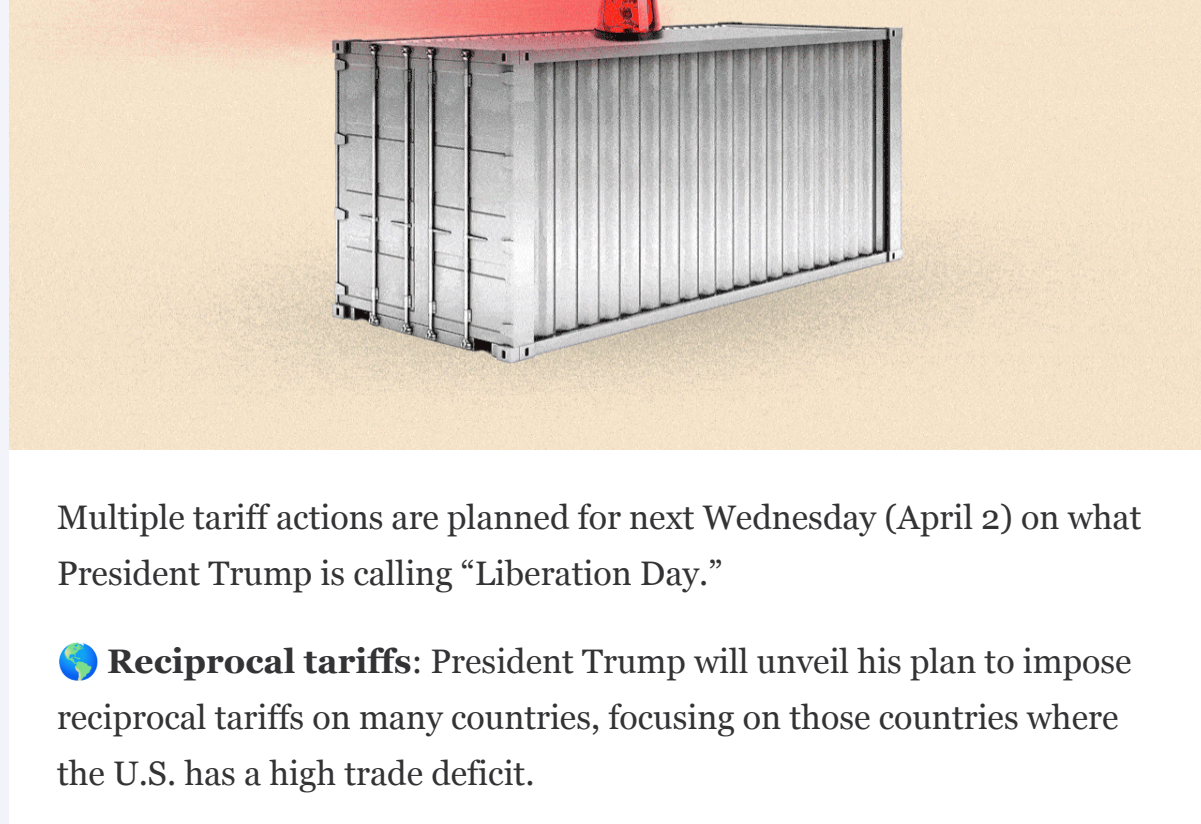 Multiple tariff actions are planned for next Wednesday (April 2) on what
President Trump is calling “Liberation Day.”
🌎 Reciprocal tariffs: President Trump will unveil his plan to impose
reciprocal tariffs on many countries, focusing on those countries where
the U.S. has a high trade deficit.